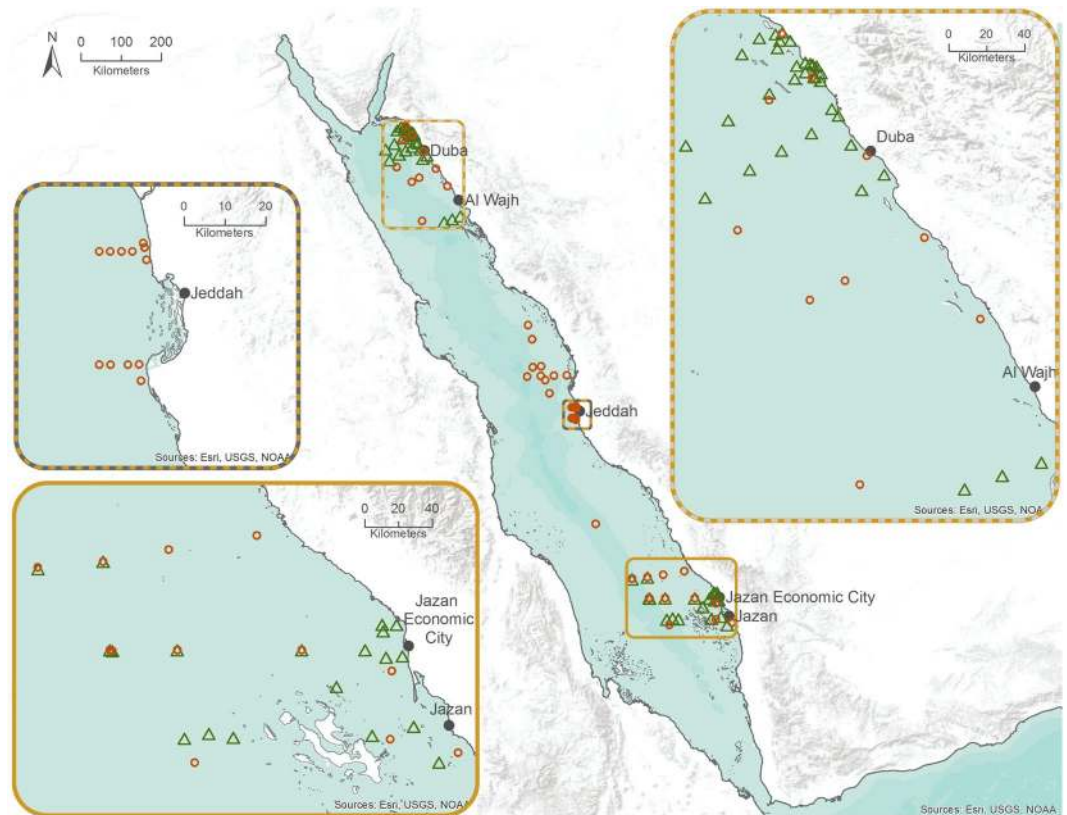 N
0 100 200
Kilometers
0 20 40
Kilometers
Duba
Al Wajh
Sources: Esri, USGS, NOA
0 10 20
Kilometers
Jeddah
Sources: Esri, USGS, NOAA
Duba
Al Wajh
Jeddah
Jazan Economic City
Jazan
0 20 40
Kilometers
Jazan
Economic
City
Jazan
Sources: Esri, USGS, NOAA
Sources: Esri, USGS, NOAA